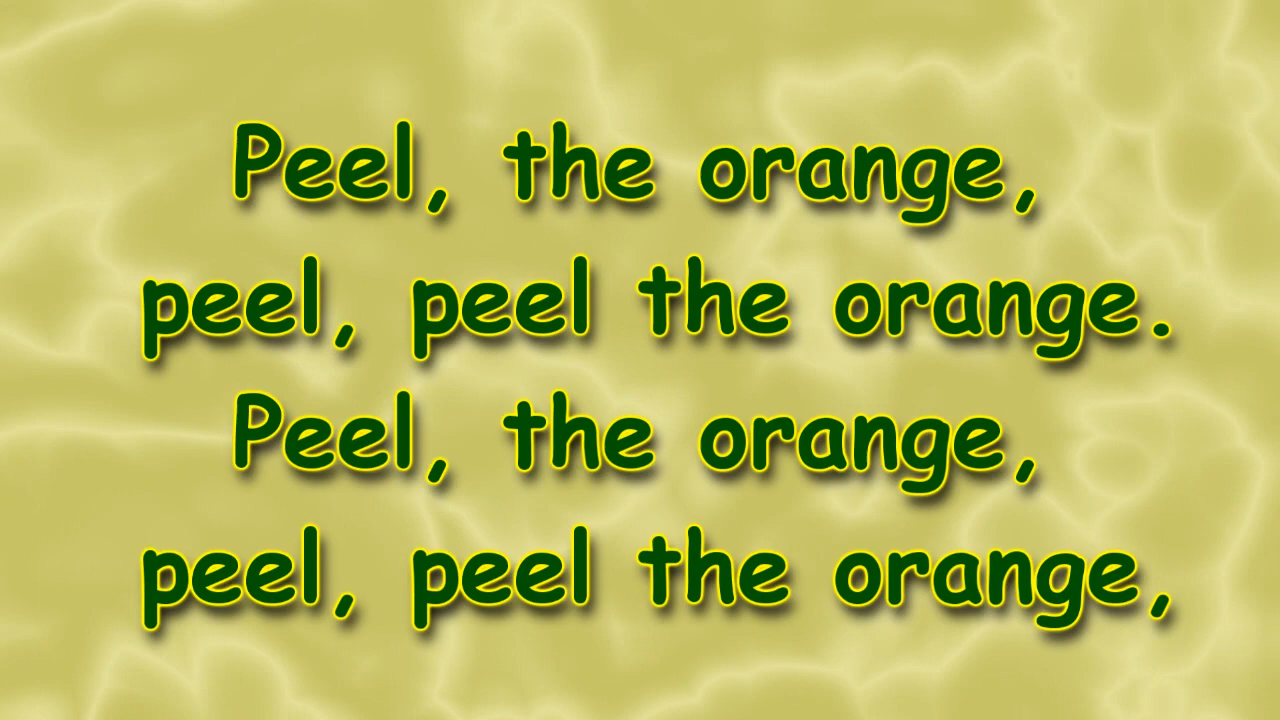 Peel, the orange,
peel, peel the orange.
Peel, the orange,
peel, peel the orange,